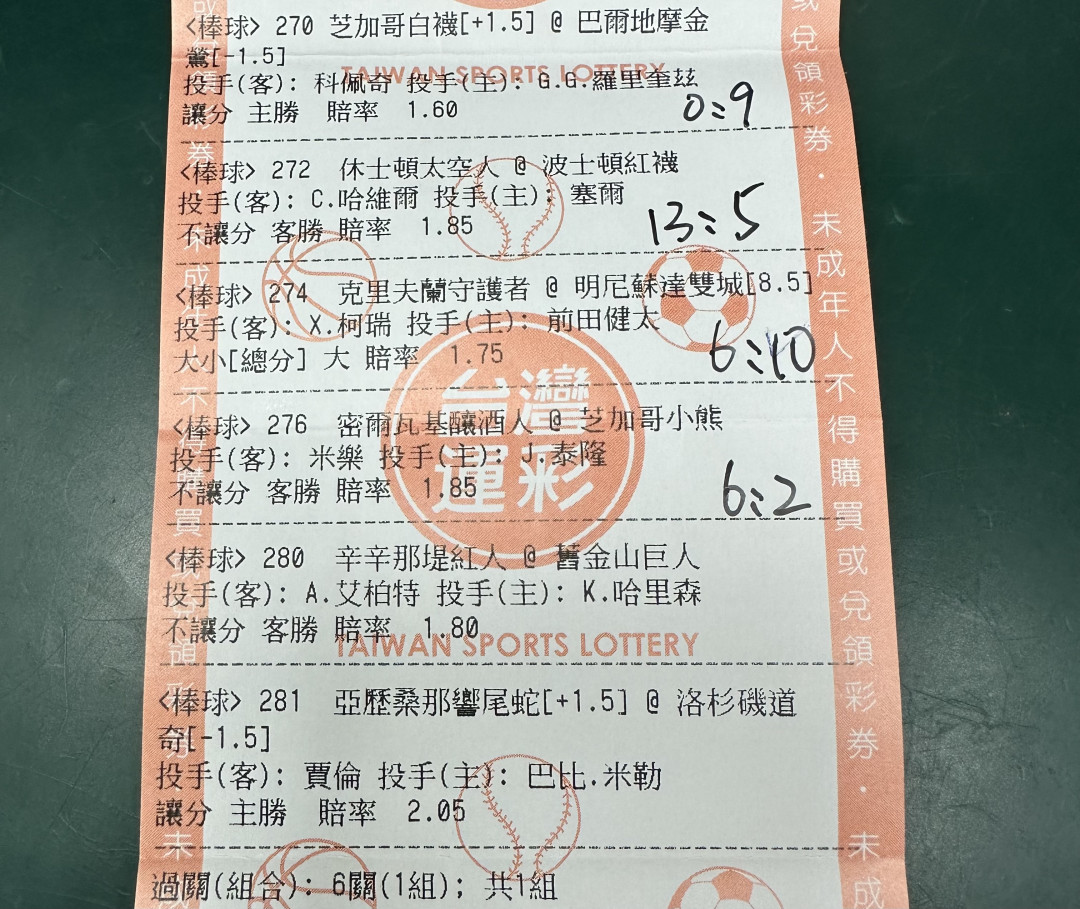 <棒球> 270 芝加哥白襪[+1.5] @ 巴爾地摩金
鶯[-1.5]
TAIWAN SPORTS LOTTERY
投手(客): 科佩奇 投手(主): G.G.羅里奎茲
讓分 主勝 賠率 1.60
0:9
<棒球> 272 休士頓太空人 @ 波士頓紅襪
投手(客): C.哈維爾 投手(主): 塞爾
不讓分 客勝 賠率 1.85
13:5
<棒球> 274 克里夫蘭守護者 @ 明尼蘇達雙城[8.5]
投手(客): X.柯瑞 投手(主): 前田健太
大小[總分] 大 賠率 1.75
6:10
台灣
運彩
<棒球> 276 密爾瓦基釀酒人 @ 芝加哥小熊
投手(客): 米樂 投手(主): J.泰隆
不讓分 客勝 賠率 1.85
6:2
<棒球> 280 辛辛那堤紅人 @ 舊金山巨人
投手(客): A.艾柏特 投手(主): K.哈里森
不讓分 客勝 賠率 1.80
TAIWAN SPORTS LOTTERY
<棒球> 281 亞歷桑那響尾蛇[+1.5] @ 洛杉磯道
奇[-1.5]
投手(客): 賈倫 投手(主): 巴比.米勒
讓分 主勝 賠率 2.05
過關(組合): 6關(1組); 共1組
或兌領彩券．未成年人不得購買或兌領彩券．未成